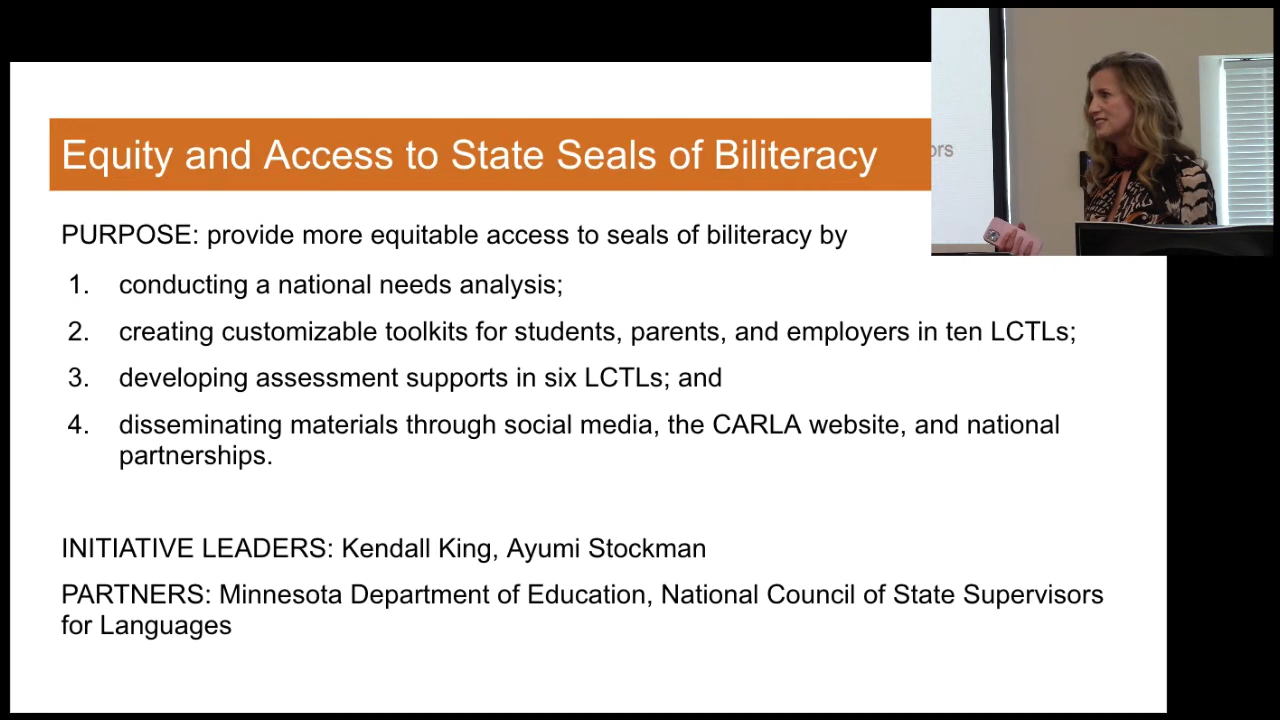 Equity and Access to State Seals of Biliteracy
ors
PURPOSE: provide more equitable access to seals of biliteracy by
1. conducting a national needs analysis;
2. creating customizable toolkits for students, parents, and employers in ten LCTLs;
3. developing assessment supports in six LCTLs; and
4. disseminating materials through social media, the CARLA website, and national
partnerships.
INITIATIVE LEADERS: Kendall King, Ayumi Stockman
PARTNERS: Minnesota Department of Education, National Council of State Supervisors
for Languages